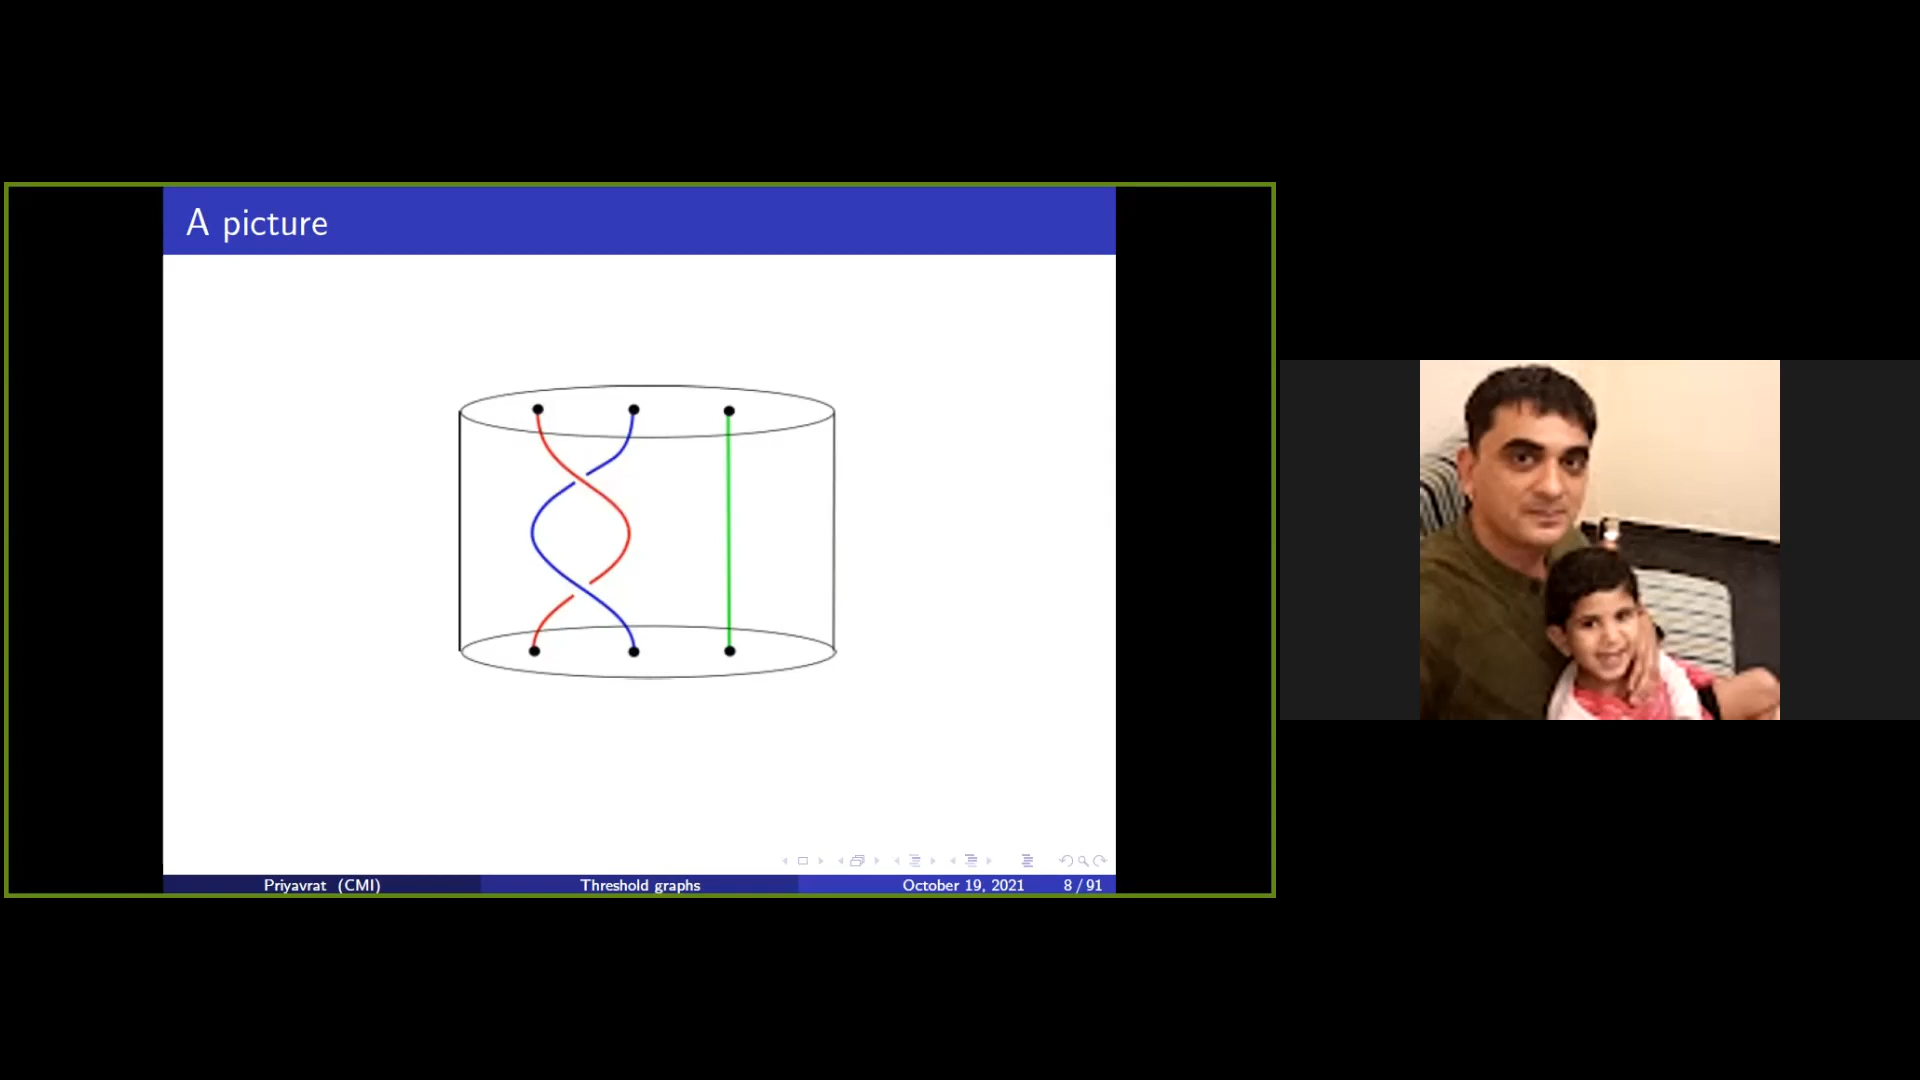 A picture
Priyavrat (CMI)
Threshold graphs
October 19, 2021
8 / 91